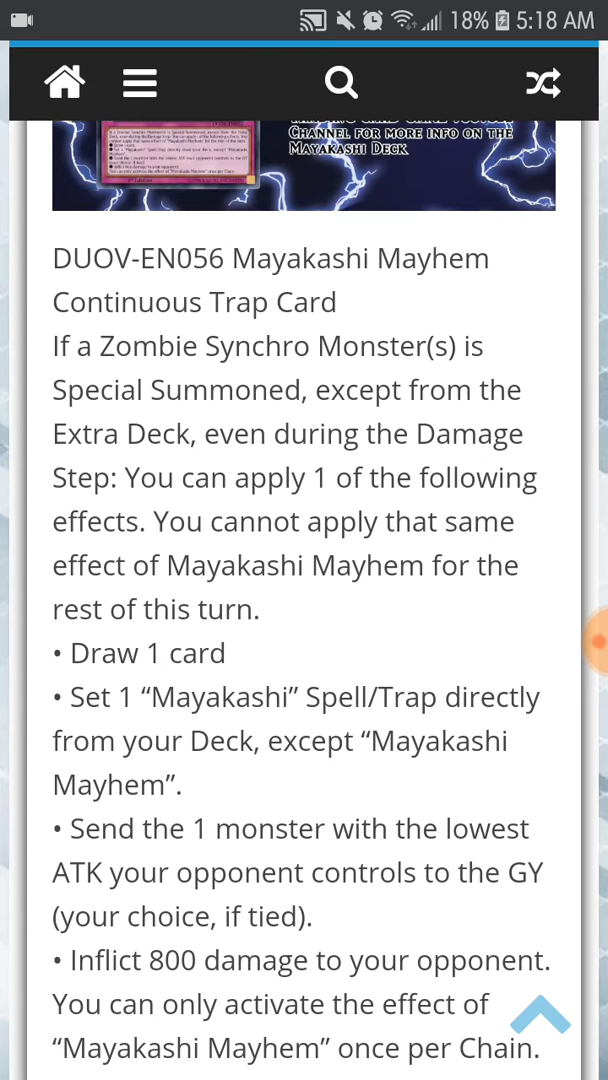 18% 5:18 AM
CHANNEL FOR MORE INFO ON THE
MAYAKASHI DECK
DUOV-EN056 Mayakashi Mayhem
Continuous Trap Card
If a Zombie Synchro Monster(s) is
Special Summoned, except from the
Extra Deck, even during the Damage
Step: You can apply 1 of the following
effects. You cannot apply that same
effect of Mayakashi Mayhem for the
rest of this turn.
• Draw 1 card
• Set 1 “Mayakashi” Spell/Trap directly
from your Deck, except “Mayakashi
Mayhem”.
• Send the 1 monster with the lowest
ATK your opponent controls to the GY
(your choice, if tied).
• Inflict 800 damage to your opponent.
You can only activate the effect of
“Mayakashi Mayhem” once per Chain.